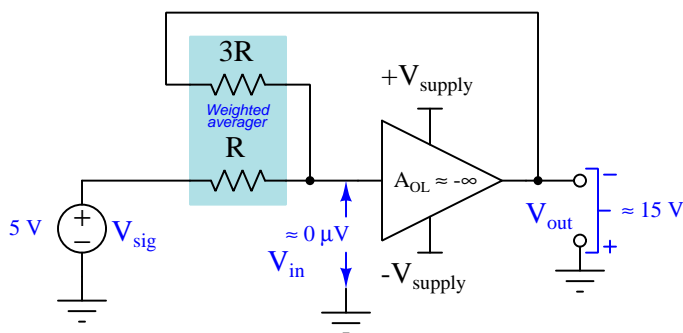 3R
+V supply
Weighted
averager
R
A OL ≈ -∞
−
5 V
+
−
V sig
≈ 0 μV
V in
V out
≈ 15 V
+
-V supply